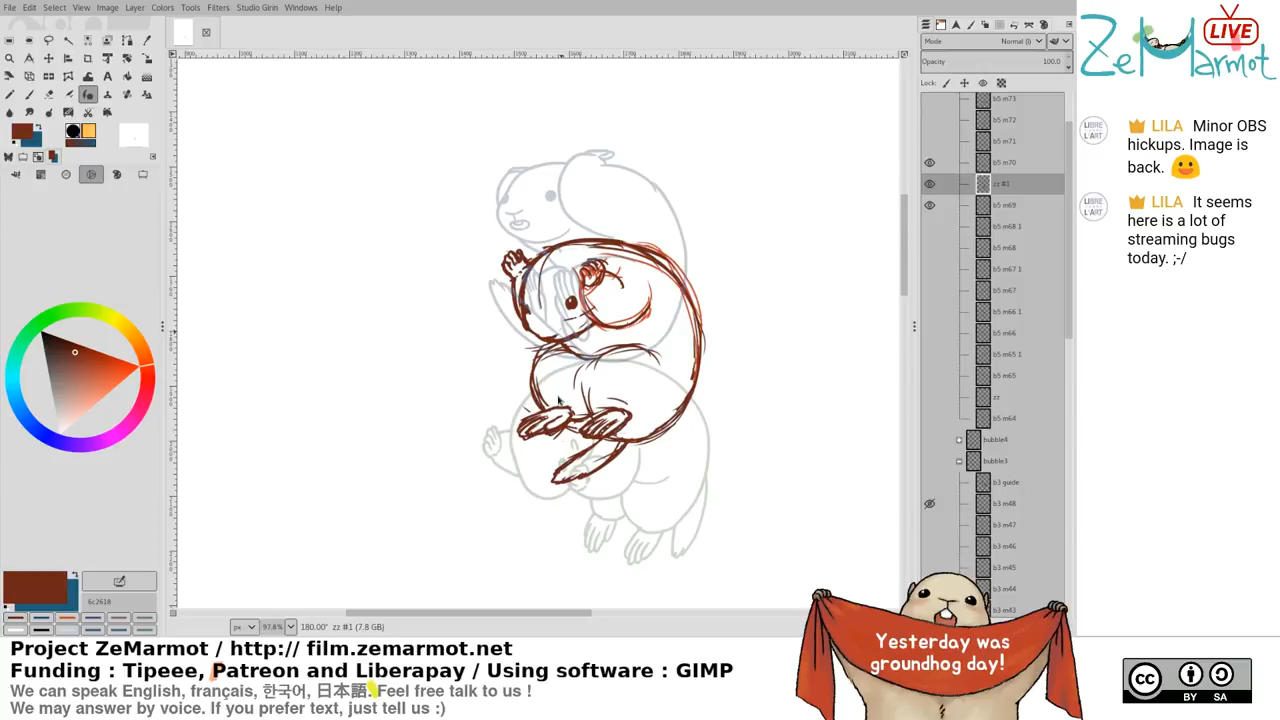 File Edit Select View Image Layer Colors Tools Filters Studio Girin Windows Help
Mode Normal (l)
Opacity 100.0
Lock:
b5 m73
b5 m72
b5 m71
b5 m70
zz #1
b5 m69
b5 m68 1
b5 m68
b5 m67 1
b5 m67
b5 m66 1
b5 m66
b5 m65 1
b5 m65
zz
b5 m64
bubble4
bubble3
b3 guide
b3 m48
b3 m47
b3 m46
b3 m45
b3 m44
b3 m43
6c2618
px 97.8% 180.00° zz #1 (7.8 GB)
ZeMarmot
LIVE
LILA Minor OBS
hickups. Image is
back.
LILA It seems
here is a lot of
streaming bugs
today. ;-/
Yesterday was
groundhog day!
Project ZeMarmot / http:// film.zemarmot.net
Funding : Tipeee, Patreon and Liberapay / Using software : GIMP
We can speak English, français, 한국어, 日本語. Feel free talk to us !
We may answer by voice. If you prefer text, just tell us :)
cc
BY SA